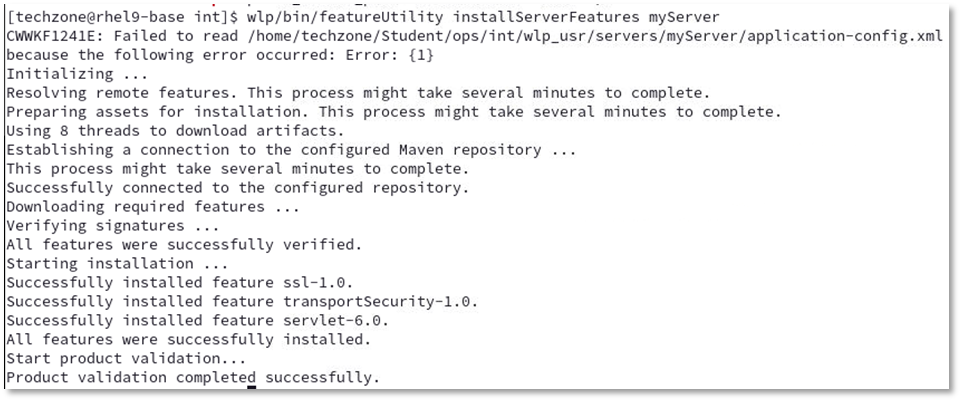 [techzone@rhel9-base int]$ wlp/bin/featureUtility installServerFeatures myServer
CWWKF1241E: Failed to read /home/techzone/Student/ops/int/wlp_usr/servers/myServer/application-config.xml
because the following error occurred: Error: {1}
Initializing ...
Resolving remote features. This process might take several minutes to complete.
Preparing assets for installation. This process might take several minutes to complete.
Using 8 threads to download artifacts.
Establishing a connection to the configured Maven repository ...
This process might take several minutes to complete.
Successfully connected to the configured repository.
Downloading required features ...
Verifying signatures ...
All features were successfully verified.
Starting installation ...
Successfully installed feature ssl-1.0.
Successfully installed feature transportSecurity-1.0.
Successfully installed feature servlet-6.0.
All features were successfully installed.
Start product validation...
Product validation completed successfully.